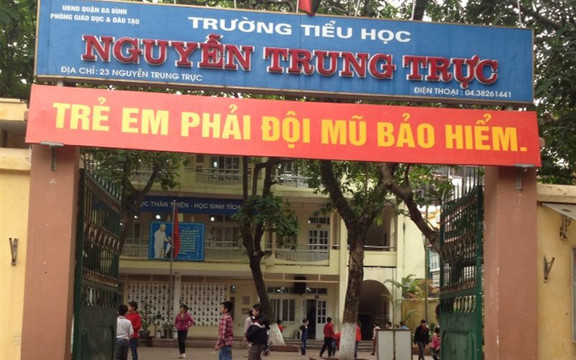 UBND QUẬN BA ĐÌNH
PHÒNG GIÁO DỤC & ĐÀO TẠO
TRƯỜNG TIỂU HỌC
NGUYỄN TRUNG TRỰC
ĐỊA CHỈ: 23 NGUYỄN TRUNG TRỰC
ĐIỆN THOẠI : 04.38261441
TRẺ EM PHẢI ĐỘI MŨ BẢO HIỂM.
THÂN THIỆN - HỌC SINH TÍCH